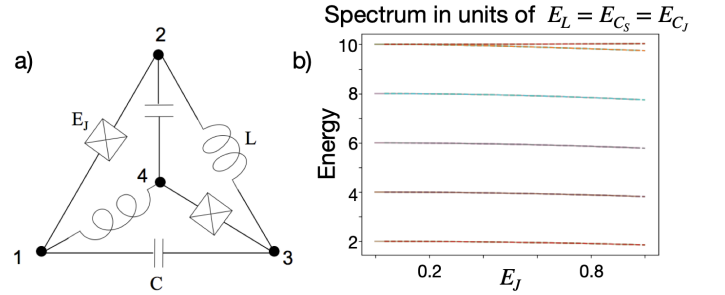 Spectrum in units of E_L = E_{C_S} = E_{C_J}
a)
b)
2
E_J
L
4
1
3
C
Energy
10
8
6
4
2
0.2
0.8
E_J